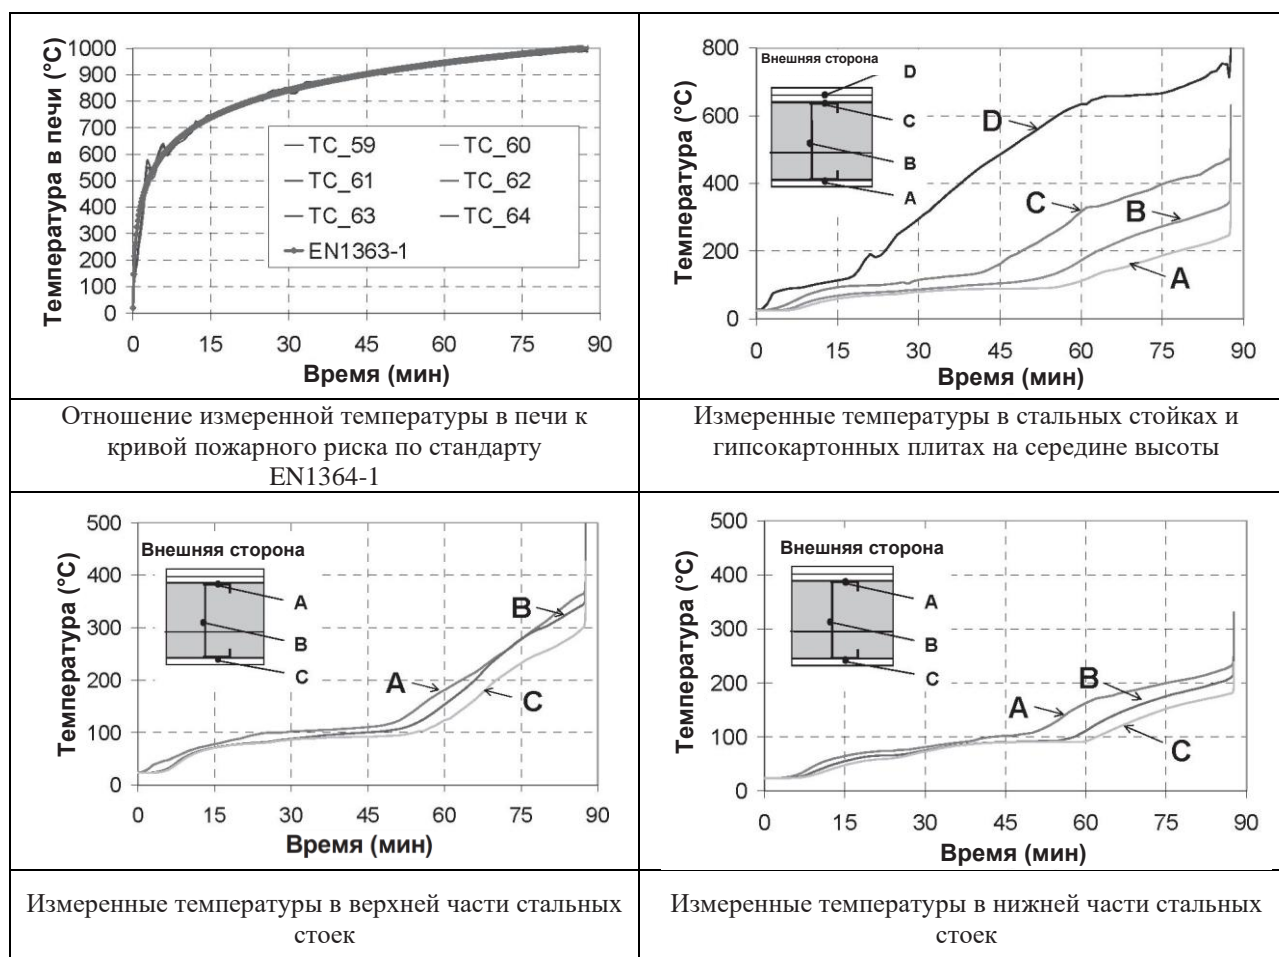 Температура в печи (°C)
1000
900
800
700
600
500
400
300
200
100
0
TC_59
TC_60
TC_61
TC_62
TC_63
TC_64
EN1363-1
0 15 30 45 60 75 90
Время (мин)
Температура (°C)
800
600
400
200
0
Внешняя сторона
D
C
B
A
D
C
B
A
0 15 30 45 60 75 90
Время (мин)
Отношение измеренной температуры в печи к
кривой пожарного риска по стандарту
EN1364-1
Измеренные температуры в стальных стойках и
гипсокартонных плитах на середине высоты
Температура (°C)
500
400
300
200
100
0
Внешняя сторона
A
B
C
B
A
C
0 15 30 45 60 75 90
Время (мин)
Температура (°C)
500
400
300
200
100
0
Внешняя сторона
A
B
C
B
A
C
0 15 30 45 60 75 90
Время (мин)
Измеренные температуры в верхней части стальных
стоек
Измеренные температуры в нижней части стальных
стоек